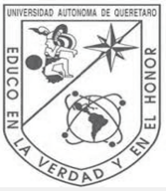 UNIVERSIDAD AUTONOMA DE QUERETARO
EDUCO EN
LA VERDAD Y
EN EL HONOR